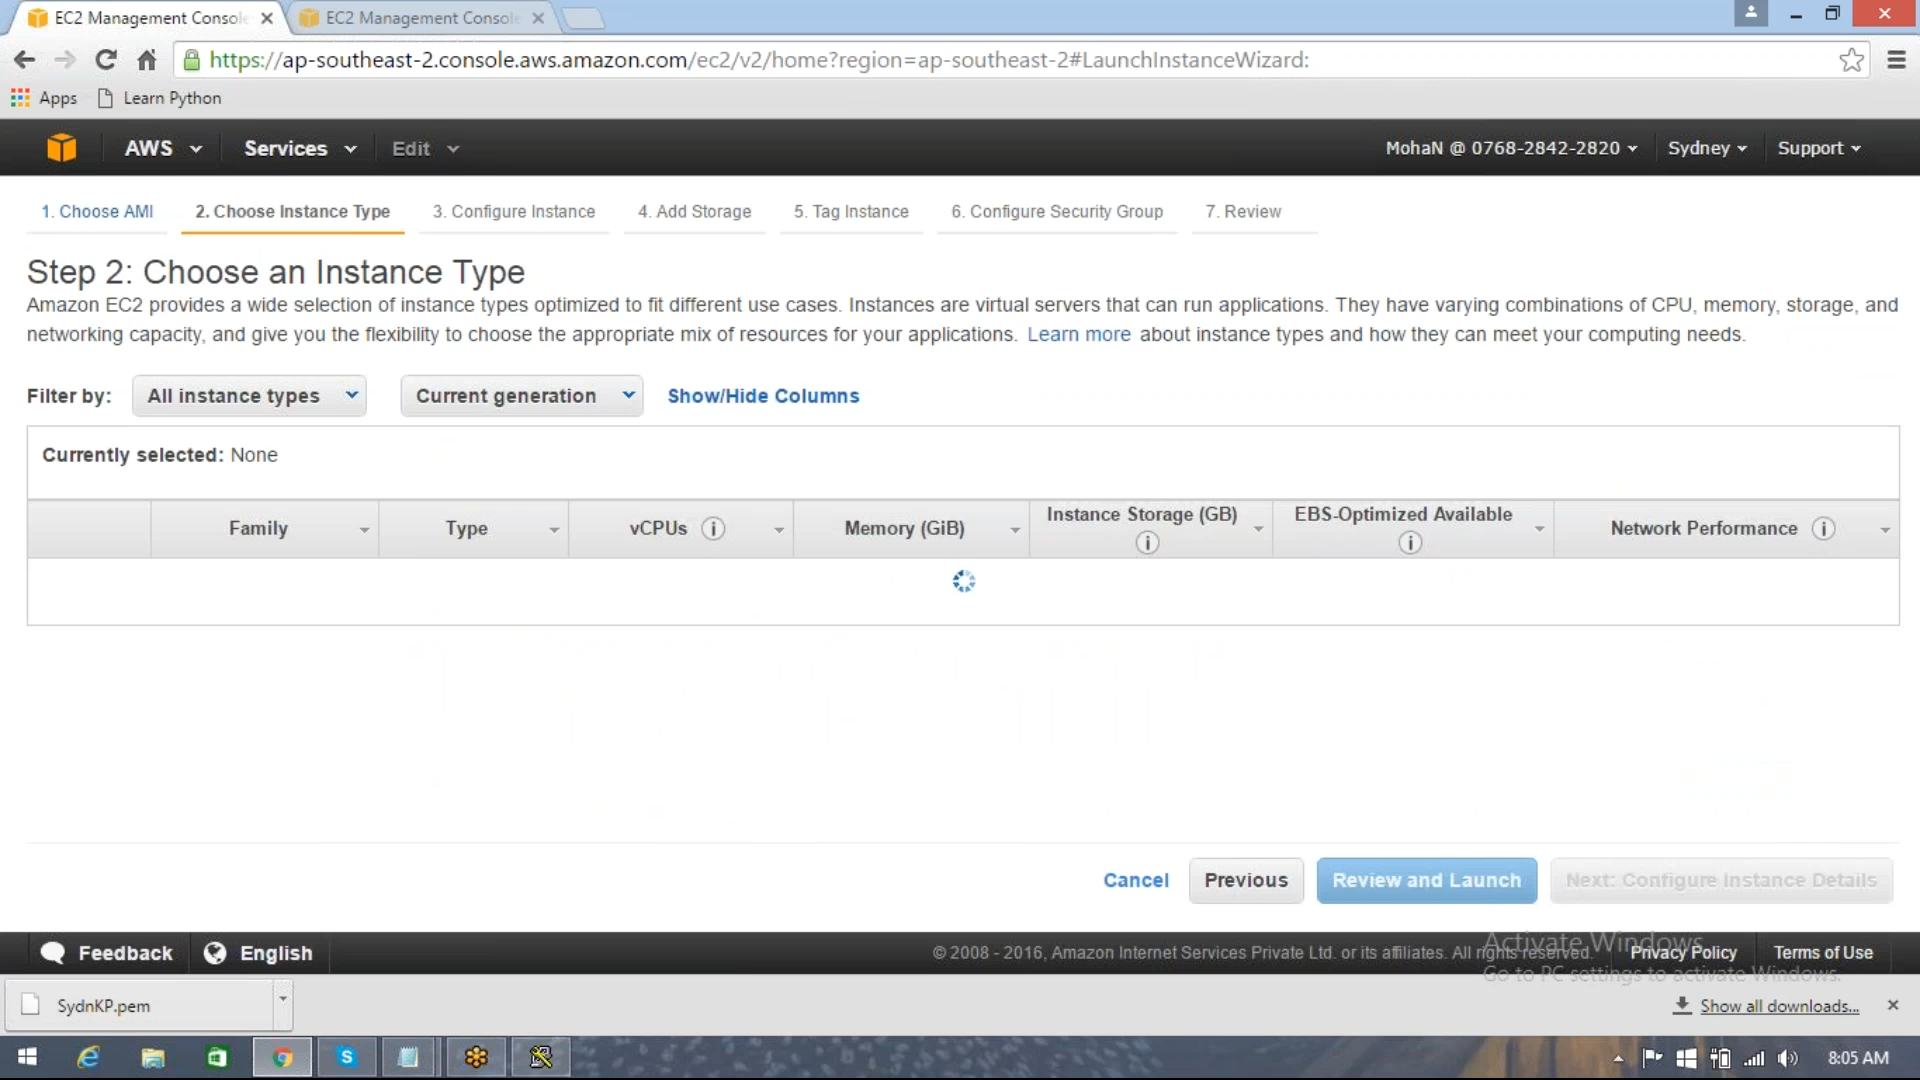 EC2 Management Console
EC2 Management Console
https://ap-southeast-2.console.aws.amazon.com/ec2/v2/home?region=ap-southeast-2#LaunchInstanceWizard:
Apps
Learn Python
AWS
Services
Edit
MohaN @ 0768-2842-2820
Sydney
Support
1. Choose AMI
2. Choose Instance Type
3. Configure Instance
4. Add Storage
5. Tag Instance
6. Configure Security Group
7. Review
Step 2: Choose an Instance Type
Amazon EC2 provides a wide selection of instance types optimized to fit different use cases. Instances are virtual servers that can run applications. They have varying combinations of CPU, memory, storage, and
networking capacity, and give you the flexibility to choose the appropriate mix of resources for your applications. Learn more about instance types and how they can meet your computing needs.
Filter by:
All instance types
Current generation
Show/Hide Columns
Currently selected: None
Family
Type
vCPUs
Memory (GiB)
Instance Storage (GB)
EBS-Optimized Available
Network Performance
Cancel
Previous
Review and Launch
Next: Configure Instance Details
Feedback
English
© 2008 - 2016, Amazon Internet Services Private Ltd. or its affiliates. All rights reserved.
Privacy Policy
Terms of Use
Activate Windows
Go to PC settings to activate Windows.
SydnKP.pem
Show all downloads...
8:05 AM